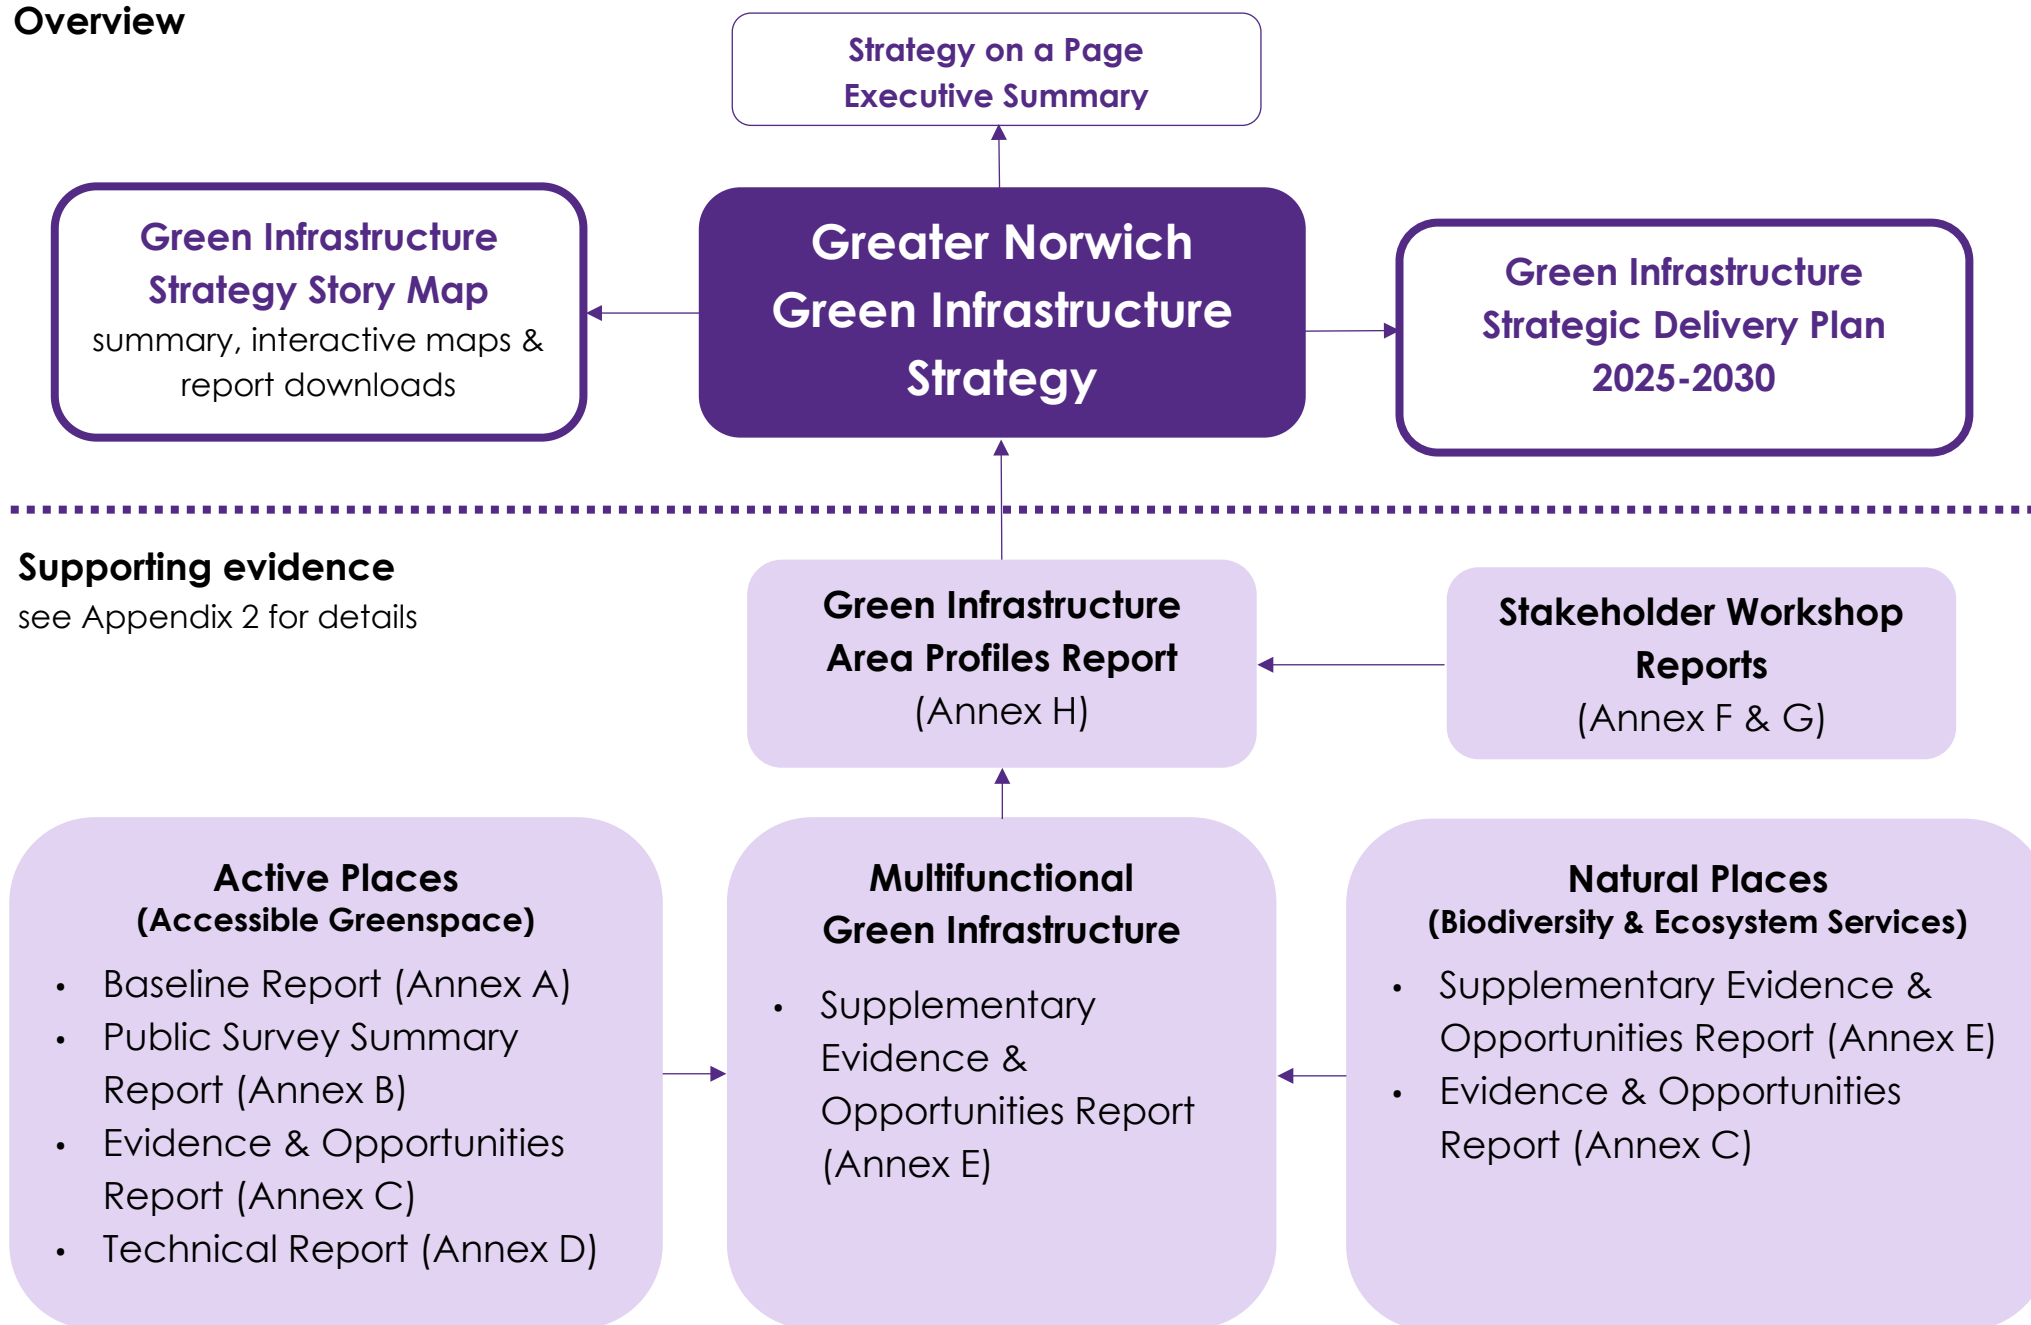 Overview
Strategy on a Page
Executive Summary
Green Infrastructure
Strategy Story Map
summary, interactive maps &
report downloads
Greater Norwich
Green Infrastructure
Strategy
Green Infrastructure
Strategic Delivery Plan
2025-2030
Supporting evidence
see Appendix 2 for details
Green Infrastructure
Area Profiles Report
(Annex H)
Stakeholder Workshop
Reports
(Annex F & G)
Active Places
(Accessible Greenspace)
• Baseline Report (Annex A)
• Public Survey Summary
Report (Annex B)
• Evidence & Opportunities
Report (Annex C)
• Technical Report (Annex D)
Multifunctional
Green Infrastructure
• Supplementary
Evidence &
Opportunities Report
(Annex E)
Natural Places
(Biodiversity & Ecosystem Services)
• Supplementary Evidence &
Opportunities Report (Annex E)
• Evidence & Opportunities
Report (Annex C)